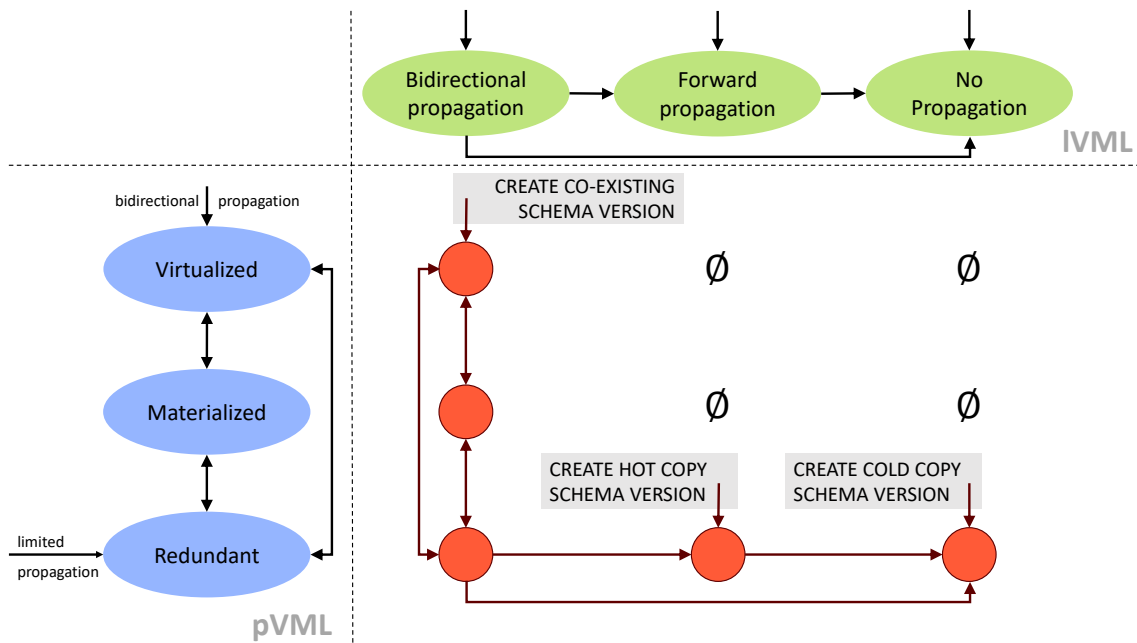 Bidirectional
propagation
Forward
propagation
No
Propagation
lVML
bidirectional propagation
Virtualized
Materialized
limited
propagation
Redundant
pVML
CREATE CO-EXISTING
SCHEMA VERSION
∅ ∅
∅ ∅
CREATE HOT COPY
SCHEMA VERSION
CREATE COLD COPY
SCHEMA VERSION